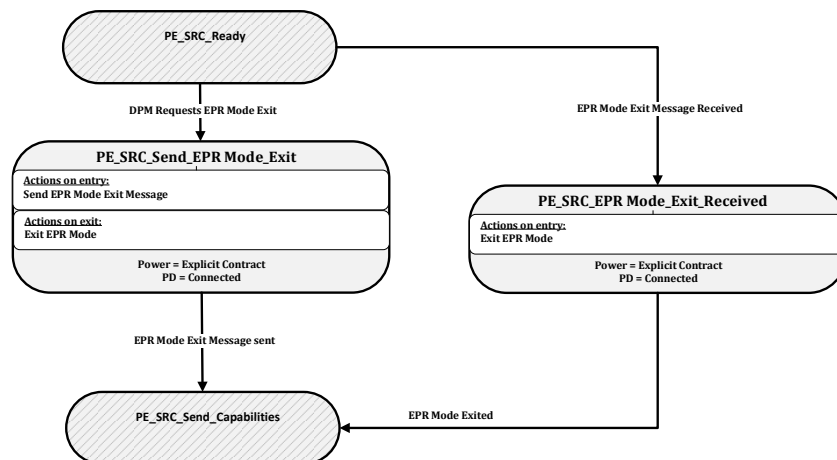 PE_SRC_Ready
DPM Requests EPR Mode Exit
EPR Mode Exit Message Received
PE_SRC_Send_EPR Mode_Exit
Actions on entry:
Send EPR Mode Exit Message
Actions on exit:
Exit EPR Mode
Power = Explicit Contract
PD = Connected
PE_SRC_EPR Mode_Exit_Received
Actions on entry:
Exit EPR Mode
Power = Explicit Contract
PD = Connected
EPR Mode Exit Message sent
PE_SRC_Send_Capabilities
EPR Mode Exited